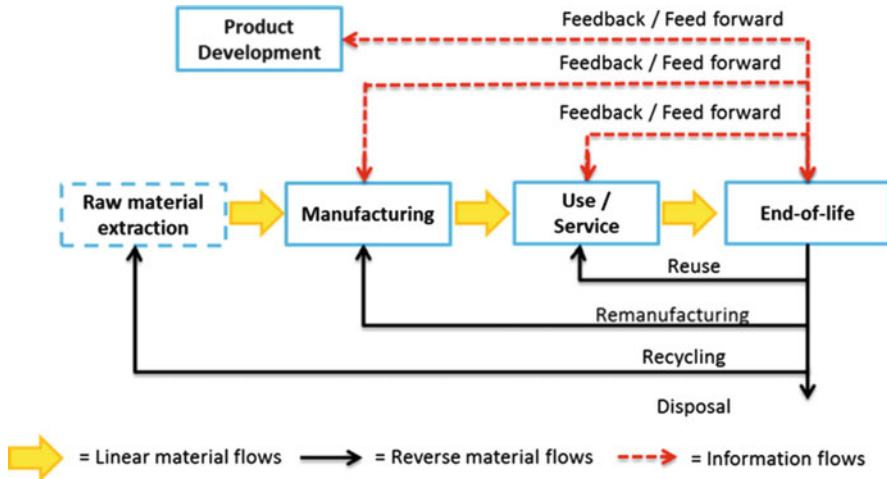 Feedback / Feed forward
Product
Development
Feedback / Feed forward
Feedback / Feed forward
Raw material
extraction
Manufacturing
Use /
Service
End-of-life
Reuse
Remanufacturing
Recycling
Disposal
= Linear material flows
= Reverse material flows
= Information flows